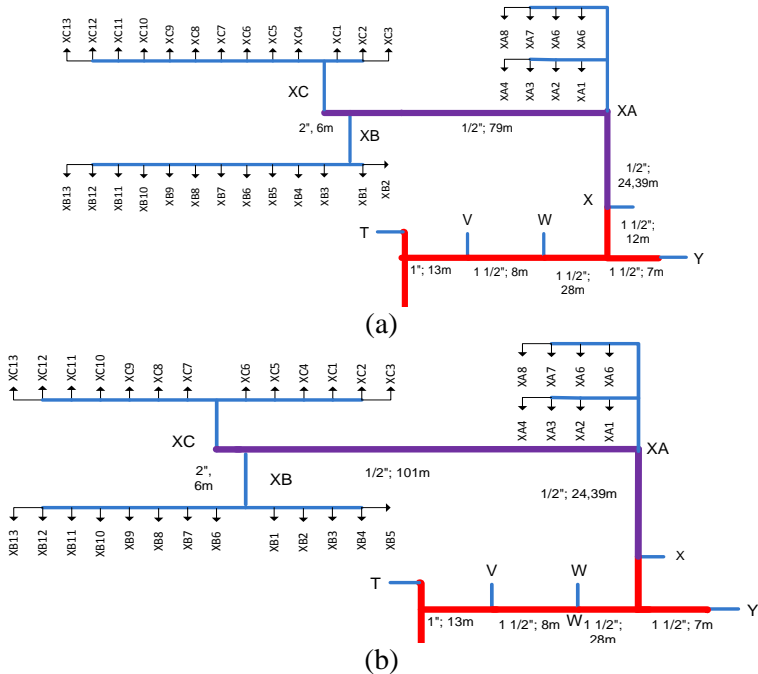 XC13 XC12 XC11 XC10 XC9 XC8 XC7 XC6 XC5 XC4 XC1 XC2 XC3
XA8 XA7 XA6 XA6
XA4 XA3 XA2 XA1
XC
XA
2", 6m
1/2"; 79m
XB
1/2";
24,39m
XB13 XB12 XB11 XB10 XB9 XB8 XB7 XB6 XB5 XB4 XB3 XB1 XB2
X
T
V
W
1 1/2";
12m
Y
1"; 13m
1 1/2"; 8m
1 1/2";
28m
1 1/2"; 7m
(a)
XC13 XC12 XC11 XC10 XC9 XC8 XC7 XC6 XC5 XC4 XC1 XC2 XC3
XA8 XA7 XA6 XA6
XA4 XA3 XA2 XA1
XC
XA
2",
6m
XB
1/2"; 101m
1/2"; 24,39m
XB13 XB12 XB11 XB10 XB9 XB8 XB7 XB6 XB1 XB2 XB3 XB4 XB5
X
T
V
W
Y
1"; 13m
1 1/2"; 8m
W
1 1/2";
28m
1 1/2"; 7m
(b)